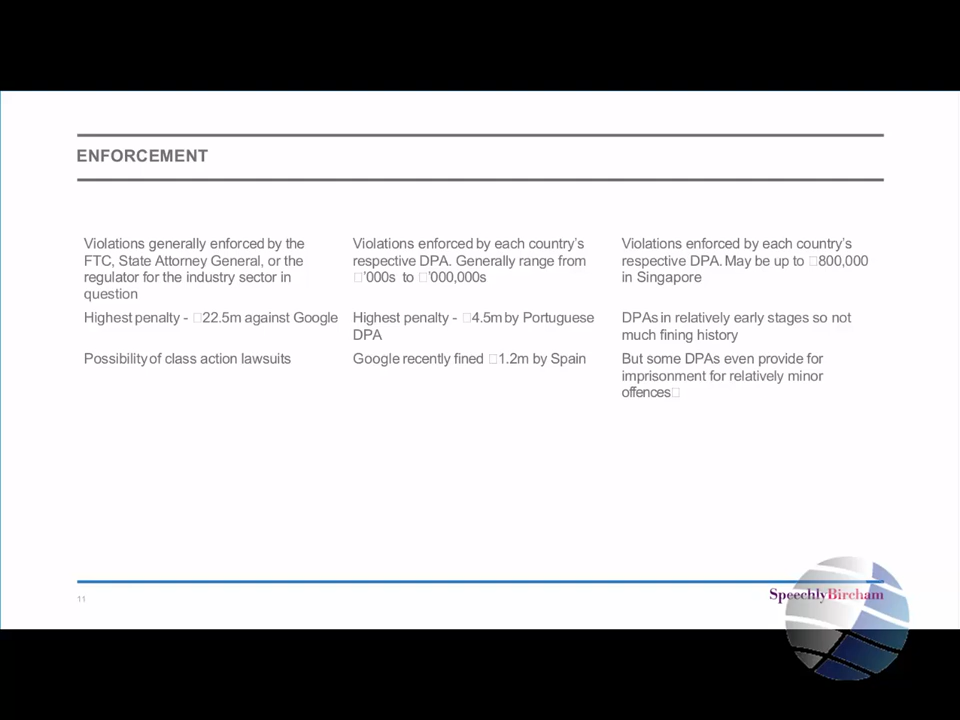 ENFORCEMENT
Violations generally enforced by the
FTC, State Attorney General, or the
regulator for the industry sector in
question
Highest penalty - □22.5m against Google
Possibility of class action lawsuits
Violations enforced by each country’s
respective DPA. Generally range from
□’000s to □’000,000s
Highest penalty - □4.5m by Portuguese
DPA
Google recently fined □1.2m by Spain
Violations enforced by each country’s
respective DPA. May be up to □800,000
in Singapore
DPAs in relatively early stages so not
much fining history
But some DPAs even provide for
imprisonment for relatively minor
offences□
11
SpeechlyBircham